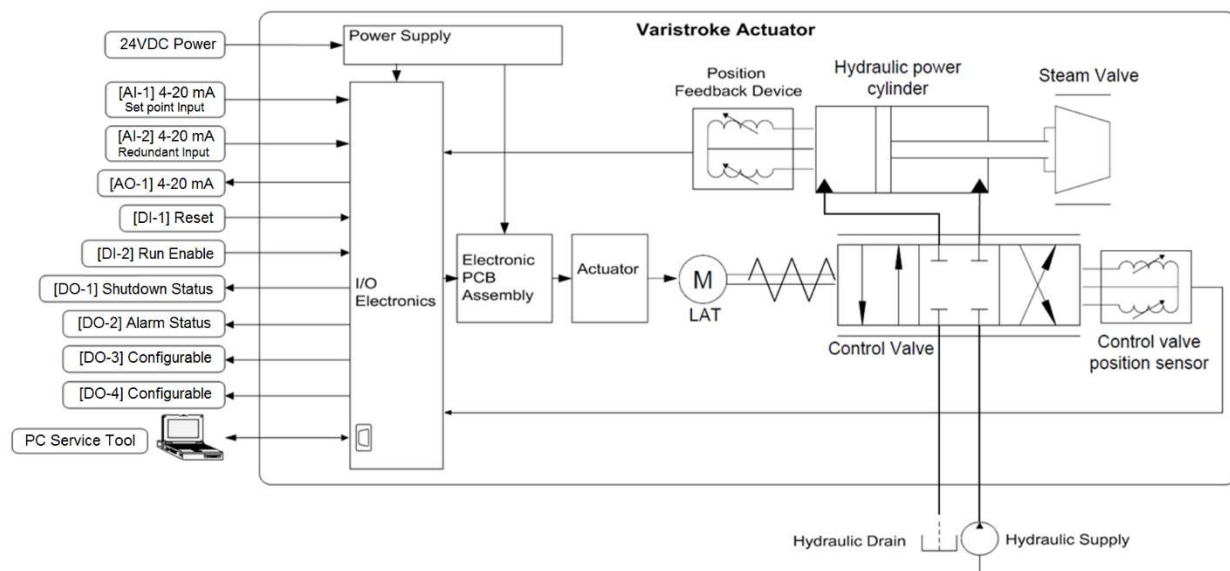 Varistroke Actuator
24VDC Power
Power Supply
[AI-1] 4-20 mA
Set point Input
[AI-2] 4-20 mA
Redundant Input
[AO-1] 4-20 mA
[DI-1] Reset
[DI-2] Run Enable
[DO-1] Shutdown Status
[DO-2] Alarm Status
[DO-3] Configurable
[DO-4] Configurable
PC Service Tool
I/O
Electronics
Electronic
PCB
Assembly
Actuator
M
LAT
Position
Feedback Device
Hydraulic power
cylinder
Steam Valve
Control Valve
Control valve
position sensor
Hydraulic Drain
Hydraulic Supply